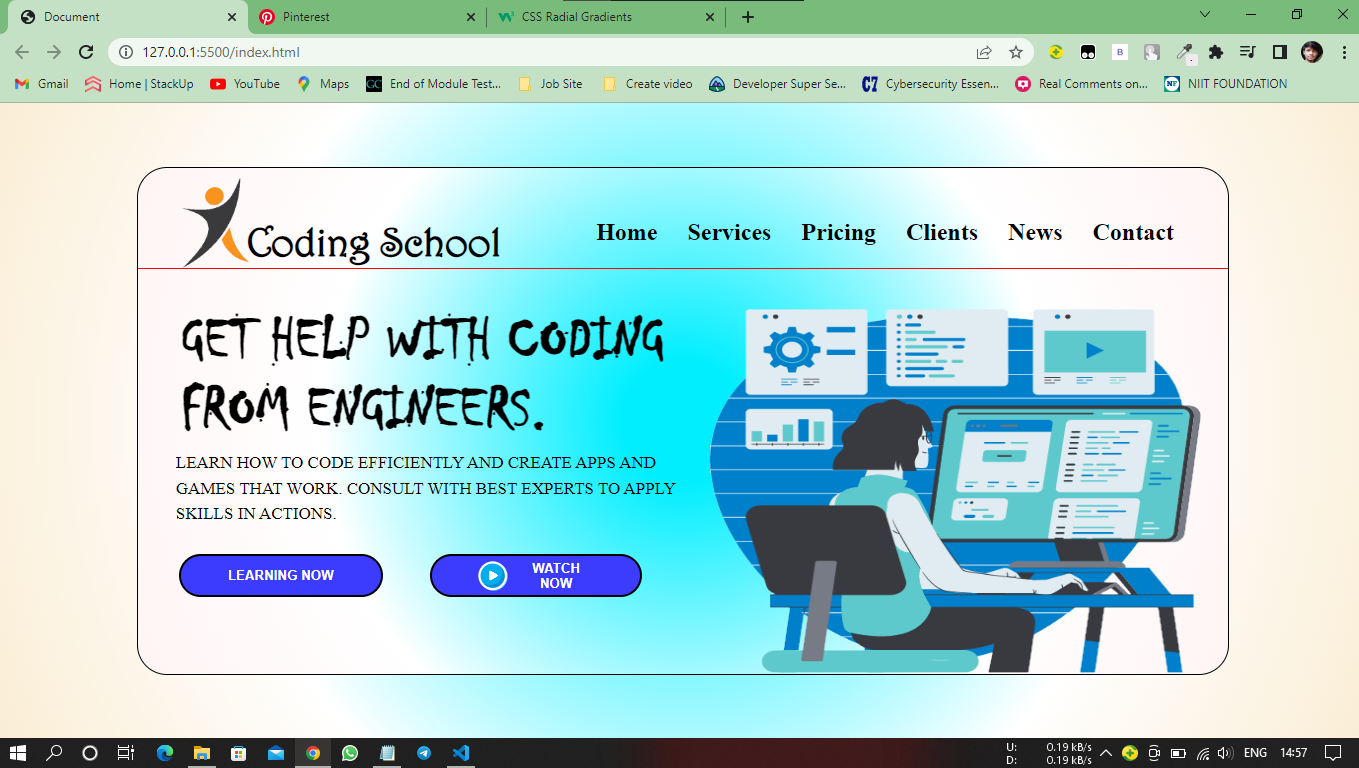 Document
Pinterest
CSS Radial Gradients
127.0.0.1:5500/index.html
Gmail
Home | StackUp
YouTube
Maps
GC
End of Module Test...
Job Site
Create video
Developer Super Se...
C7
Cybersecurity Essen...
Real Comments on...
NF
NIIT FOUNDATION
Coding School
Home
Services
Pricing
Clients
News
Contact
GET HELP WITH CODING
FROM ENGINEERS.
LEARN HOW TO CODE EFFICIENTLY AND CREATE APPS AND
GAMES THAT WORK. CONSULT WITH BEST EXPERTS TO APPLY
SKILLS IN ACTIONS.
LEARNING NOW
WATCH
NOW
U: 0.19 kB/s
D: 0.19 kB/s
ENG
14:57